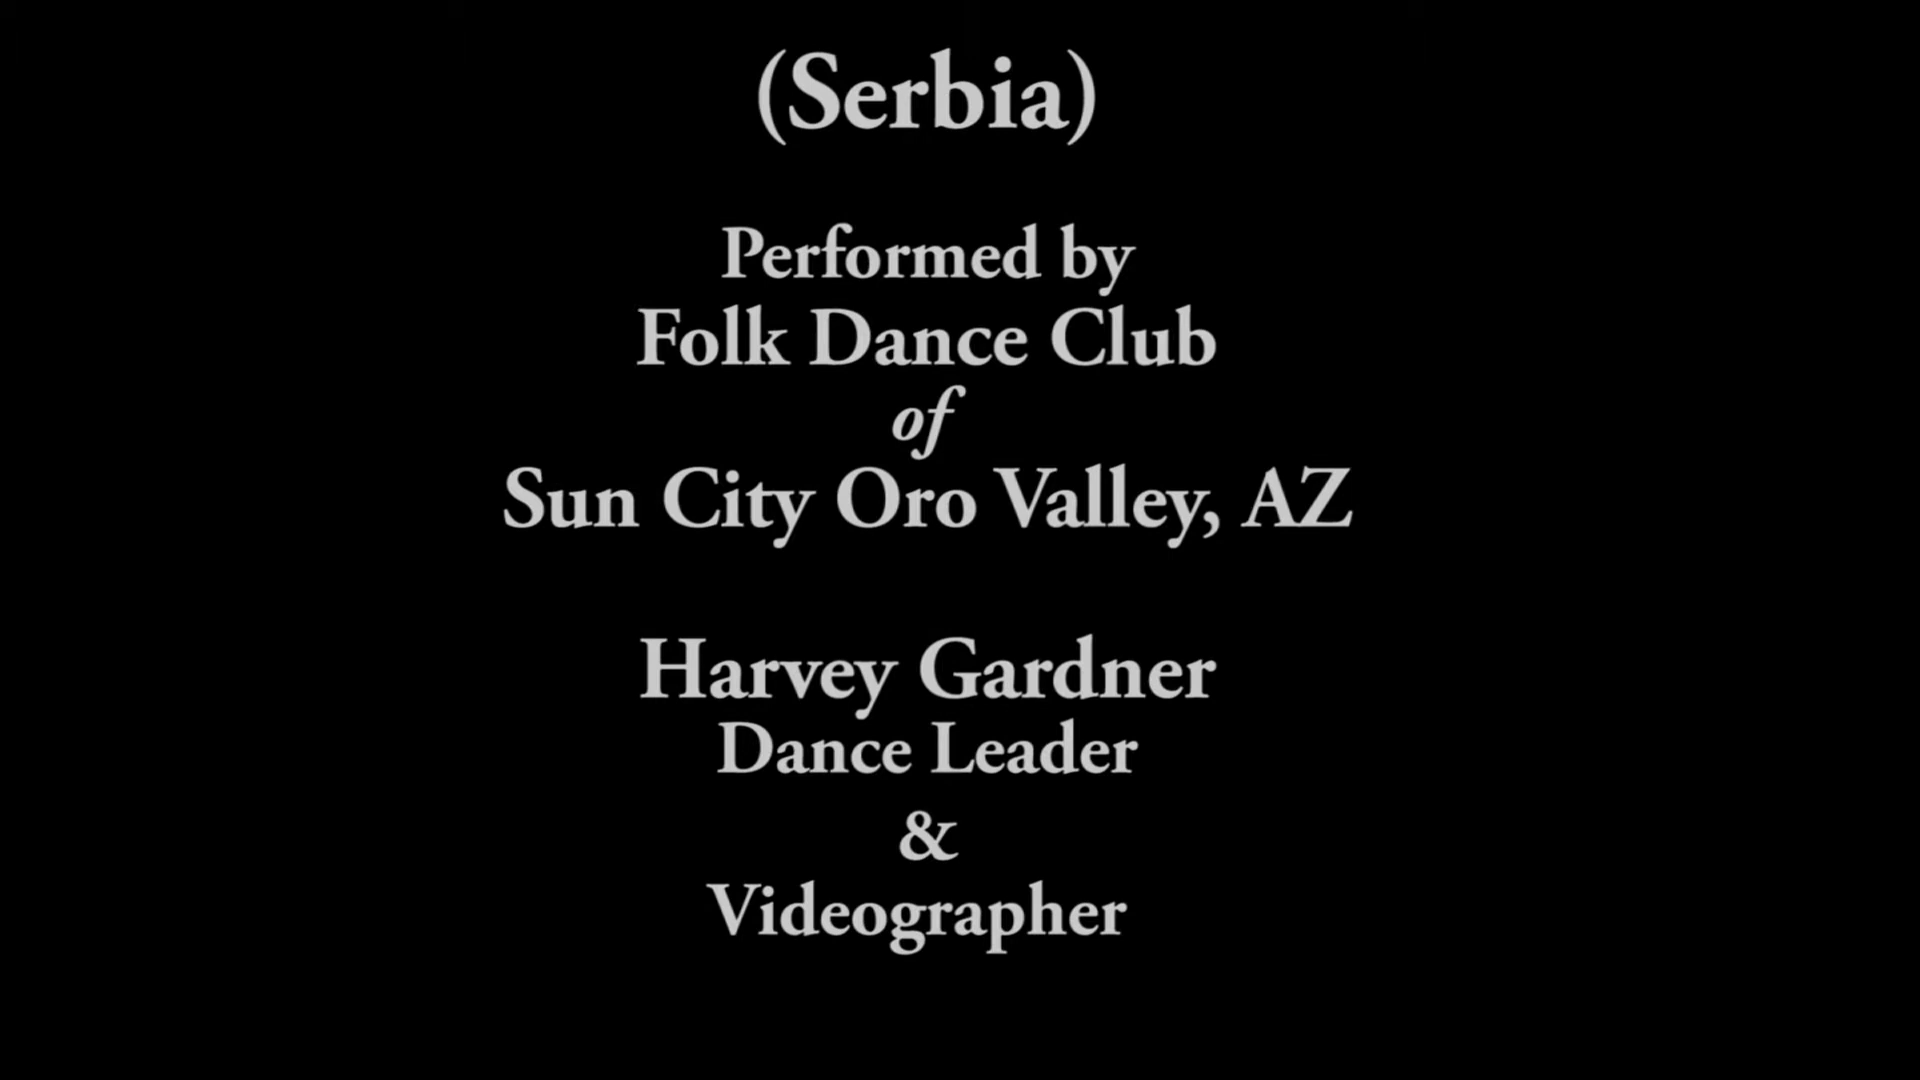 (Serbia)
Performed by
Folk Dance Club
of
Sun City Oro Valley, AZ
Harvey Gardner
Dance Leader
&
Videographer